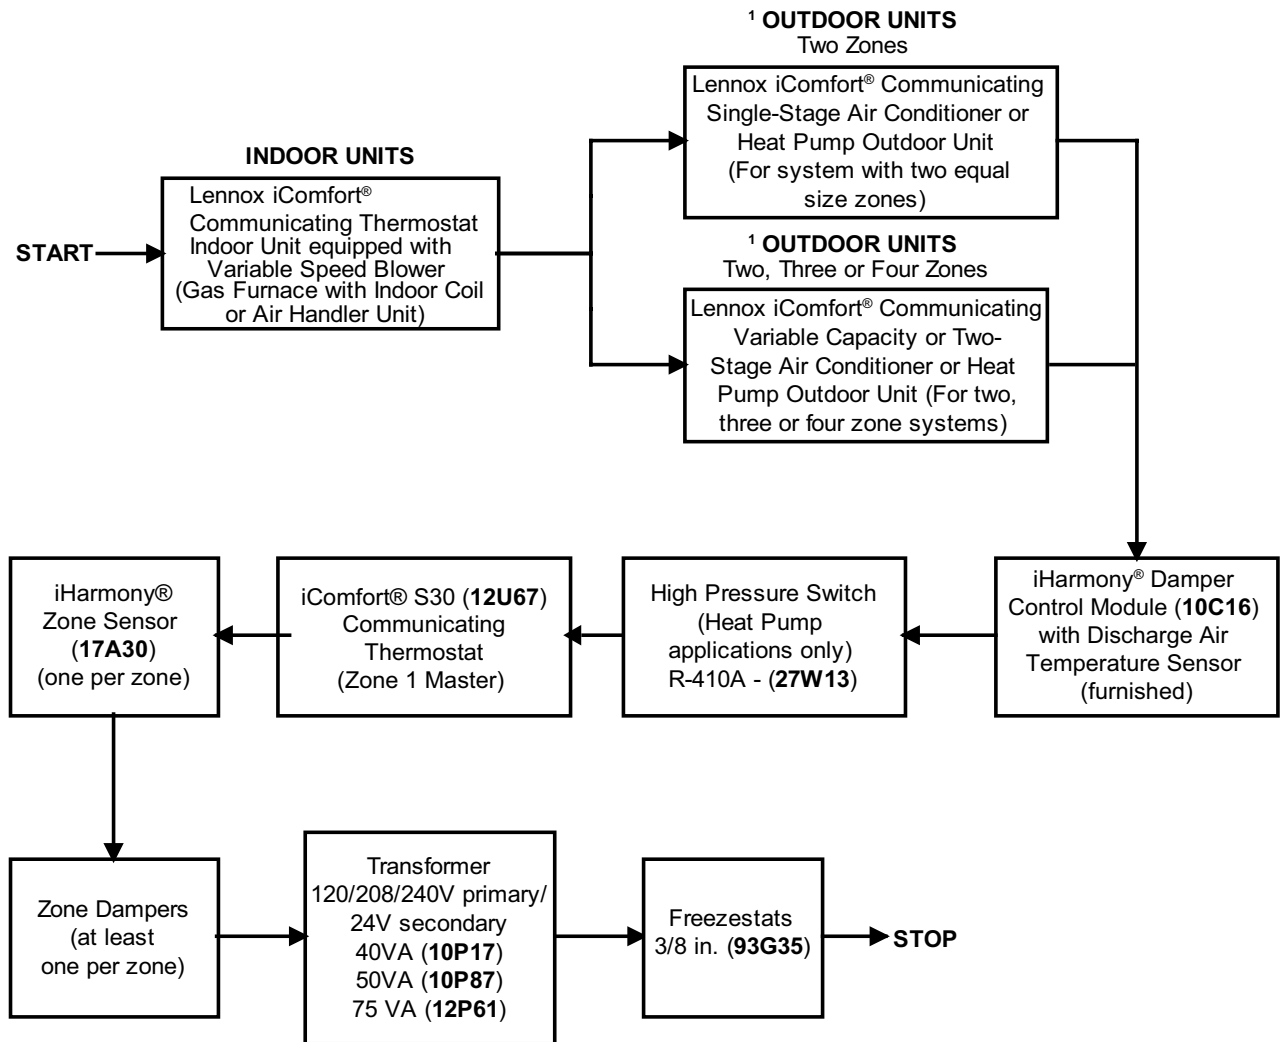 ¹ OUTDOOR UNITS
Two Zones
Lennox iComfort® Communicating
Single-Stage Air Conditioner or
Heat Pump Outdoor Unit
(For system with two equal
size zones)
INDOOR UNITS
Lennox iComfort®
Communicating Thermostat
Indoor Unit equipped with
Variable Speed Blower
(Gas Furnace with Indoor Coil
or Air Handler Unit)
START
¹ OUTDOOR UNITS
Two, Three or Four Zones
Lennox iComfort® Communicating
Variable Capacity or Two-
Stage Air Conditioner or Heat
Pump Outdoor Unit (For two,
three or four zone systems)
iHarmony® Damper
Control Module (10C16)
with Discharge Air
Temperature Sensor
(furnished)
High Pressure Switch
(Heat Pump
applications only)
R-410A - (27W13)
iComfort® S30 (12U67)
Communicating
Thermostat
(Zone 1 Master)
iHarmony®
Zone Sensor
(17A30)
(one per zone)
Zone Dampers
(at least
one per zone)
Transformer
120/208/240V primary/
24V secondary
40VA (10P17)
50VA (10P87)
75 VA (12P61)
Freezestats
3/8 in. (93G35)
STOP